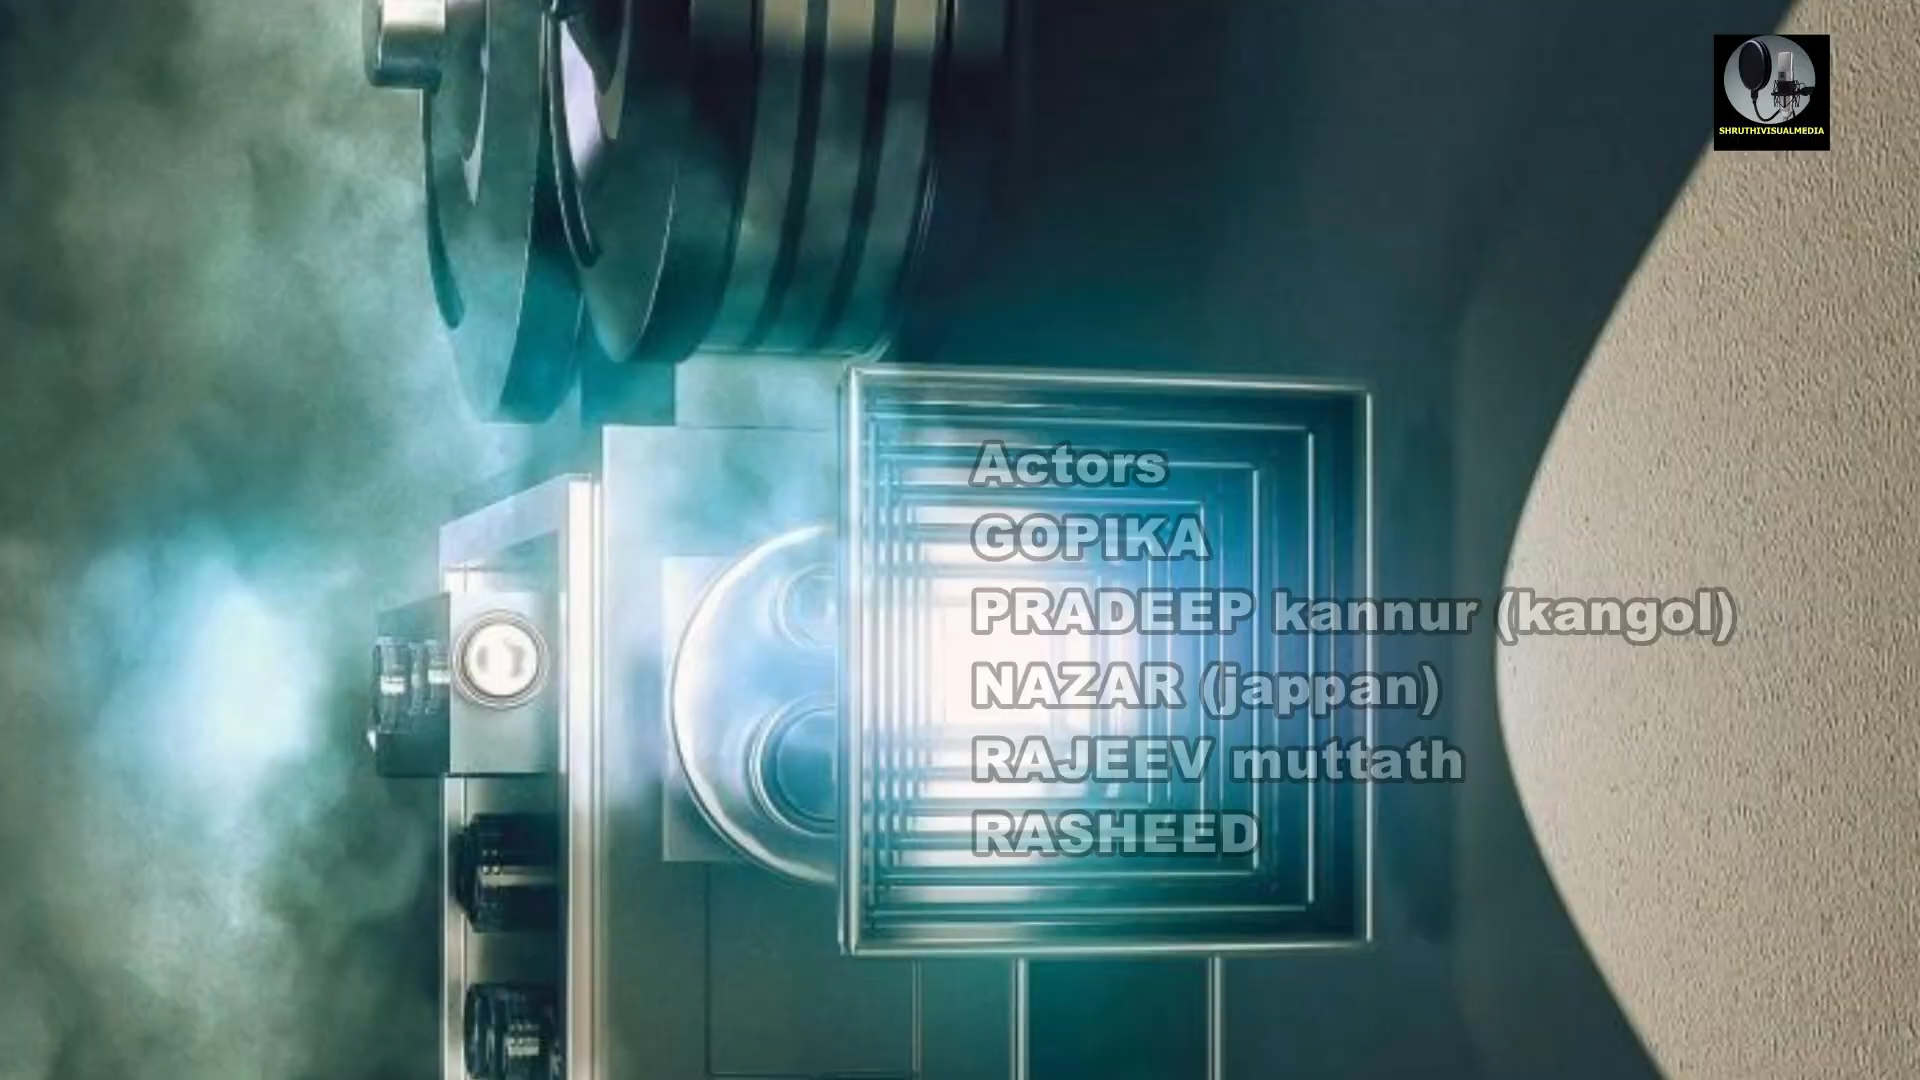 SHRUTHIVISUALMEDIA
Actors
GOPIKA
PRADEEP kannur (kangol)
NAZAR (jappan)
RAJEEV muttath
RASHEED